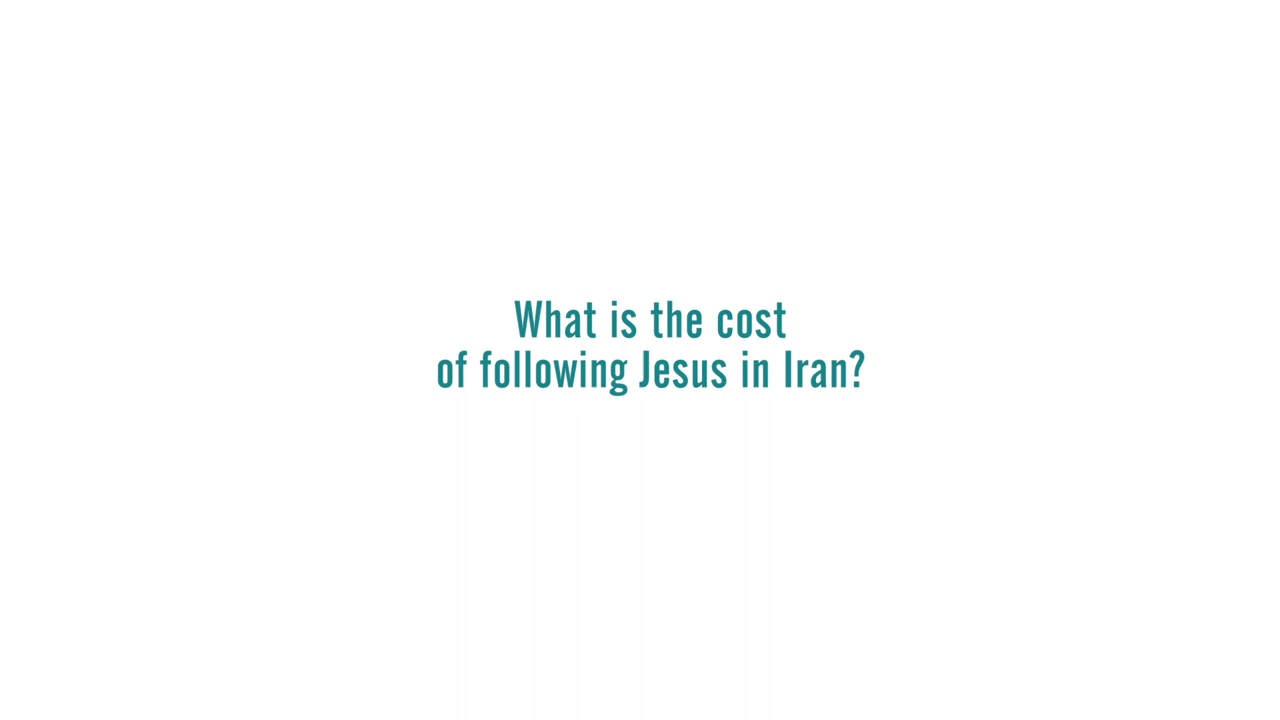 What is the cost
of following Jesus in Iran?